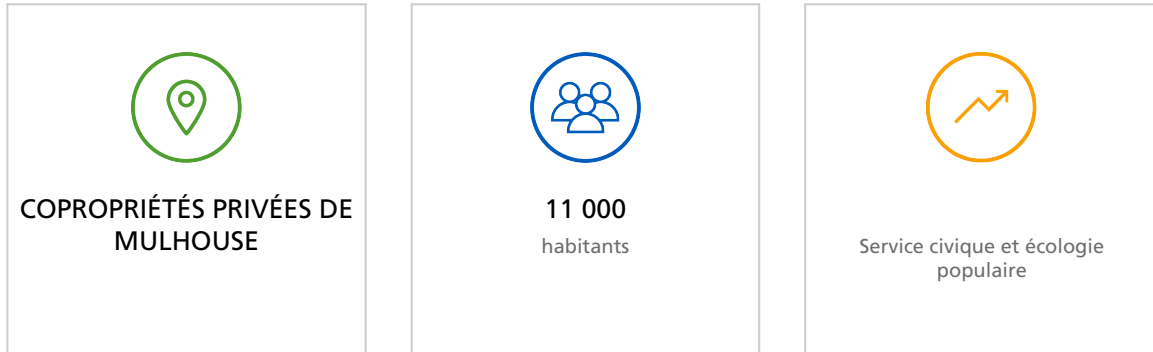 COPROPRIÉTÉS PRIVÉES DE
MULHOUSE
11 000
habitants
Service civique et écologie
populaire